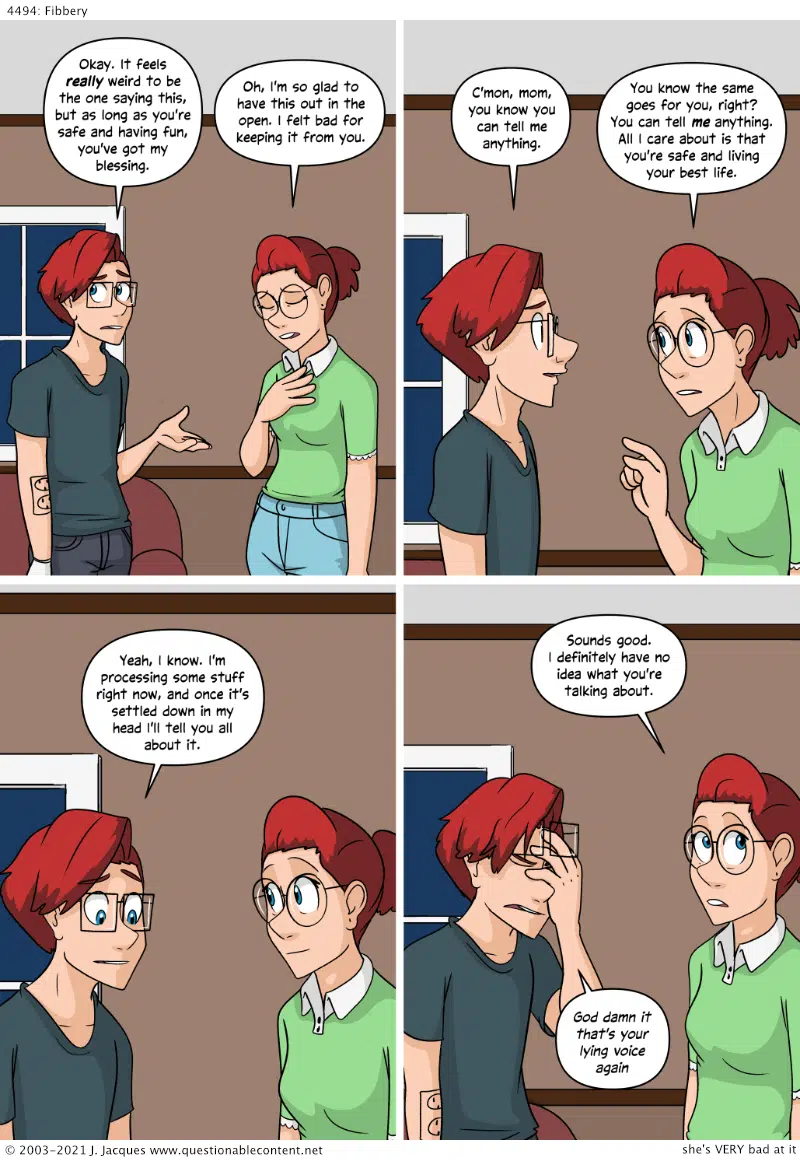 4494: Fibbery
Okay. It feels
really weird to be
the one saying this,
but as long as you're
safe and having fun,
you've got my
blessing.
Oh, I'm so glad to
have this out in the
open. I felt bad for
keeping it from you.
C'mon, mom,
you know you
can tell me
anything.
You know the same
goes for you, right?
You can tell me anything.
All I care about is that
you're safe and living
your best life.
Yeah, I know. I'm
processing some stuff
right now, and once it's
settled down in my
head I'll tell you all
about it.
Sounds good.
I definitely have no
idea what you're
talking about.
God damn it
that's your
lying voice
again
© 2003-2021 J. Jacques www.questionablecontent.net
she's VERY bad at it